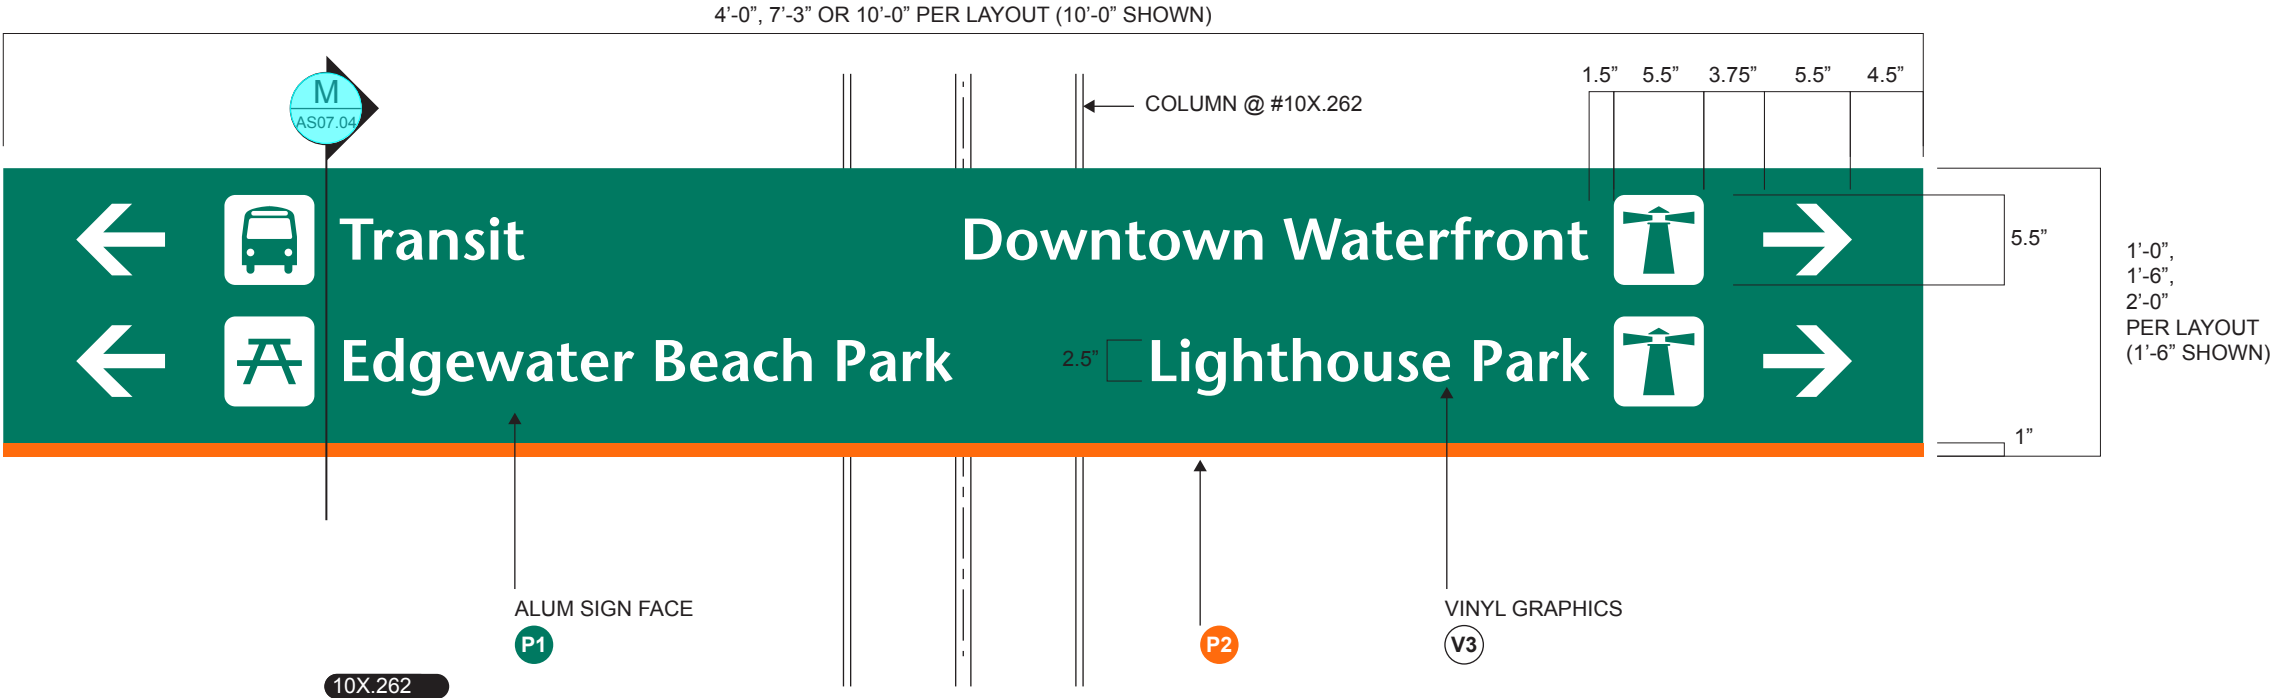 4’-0”, 7’-3” OR 10’-0” PER LAYOUT (10’-0” SHOWN)
M
AS07.04
COLUMN @ #10X.262
1.5” 5.5” 3.75” 5.5” 4.5”
Transit
Downtown Waterfront
5.5”
1’-0”,
1’-6”,
2’-0”
PER LAYOUT
(1’-6” SHOWN)
Edgewater Beach Park
2.5”
Lighthouse Park
1”
ALUM SIGN FACE
P1
P2
VINYL GRAPHICS
V3
10X.262